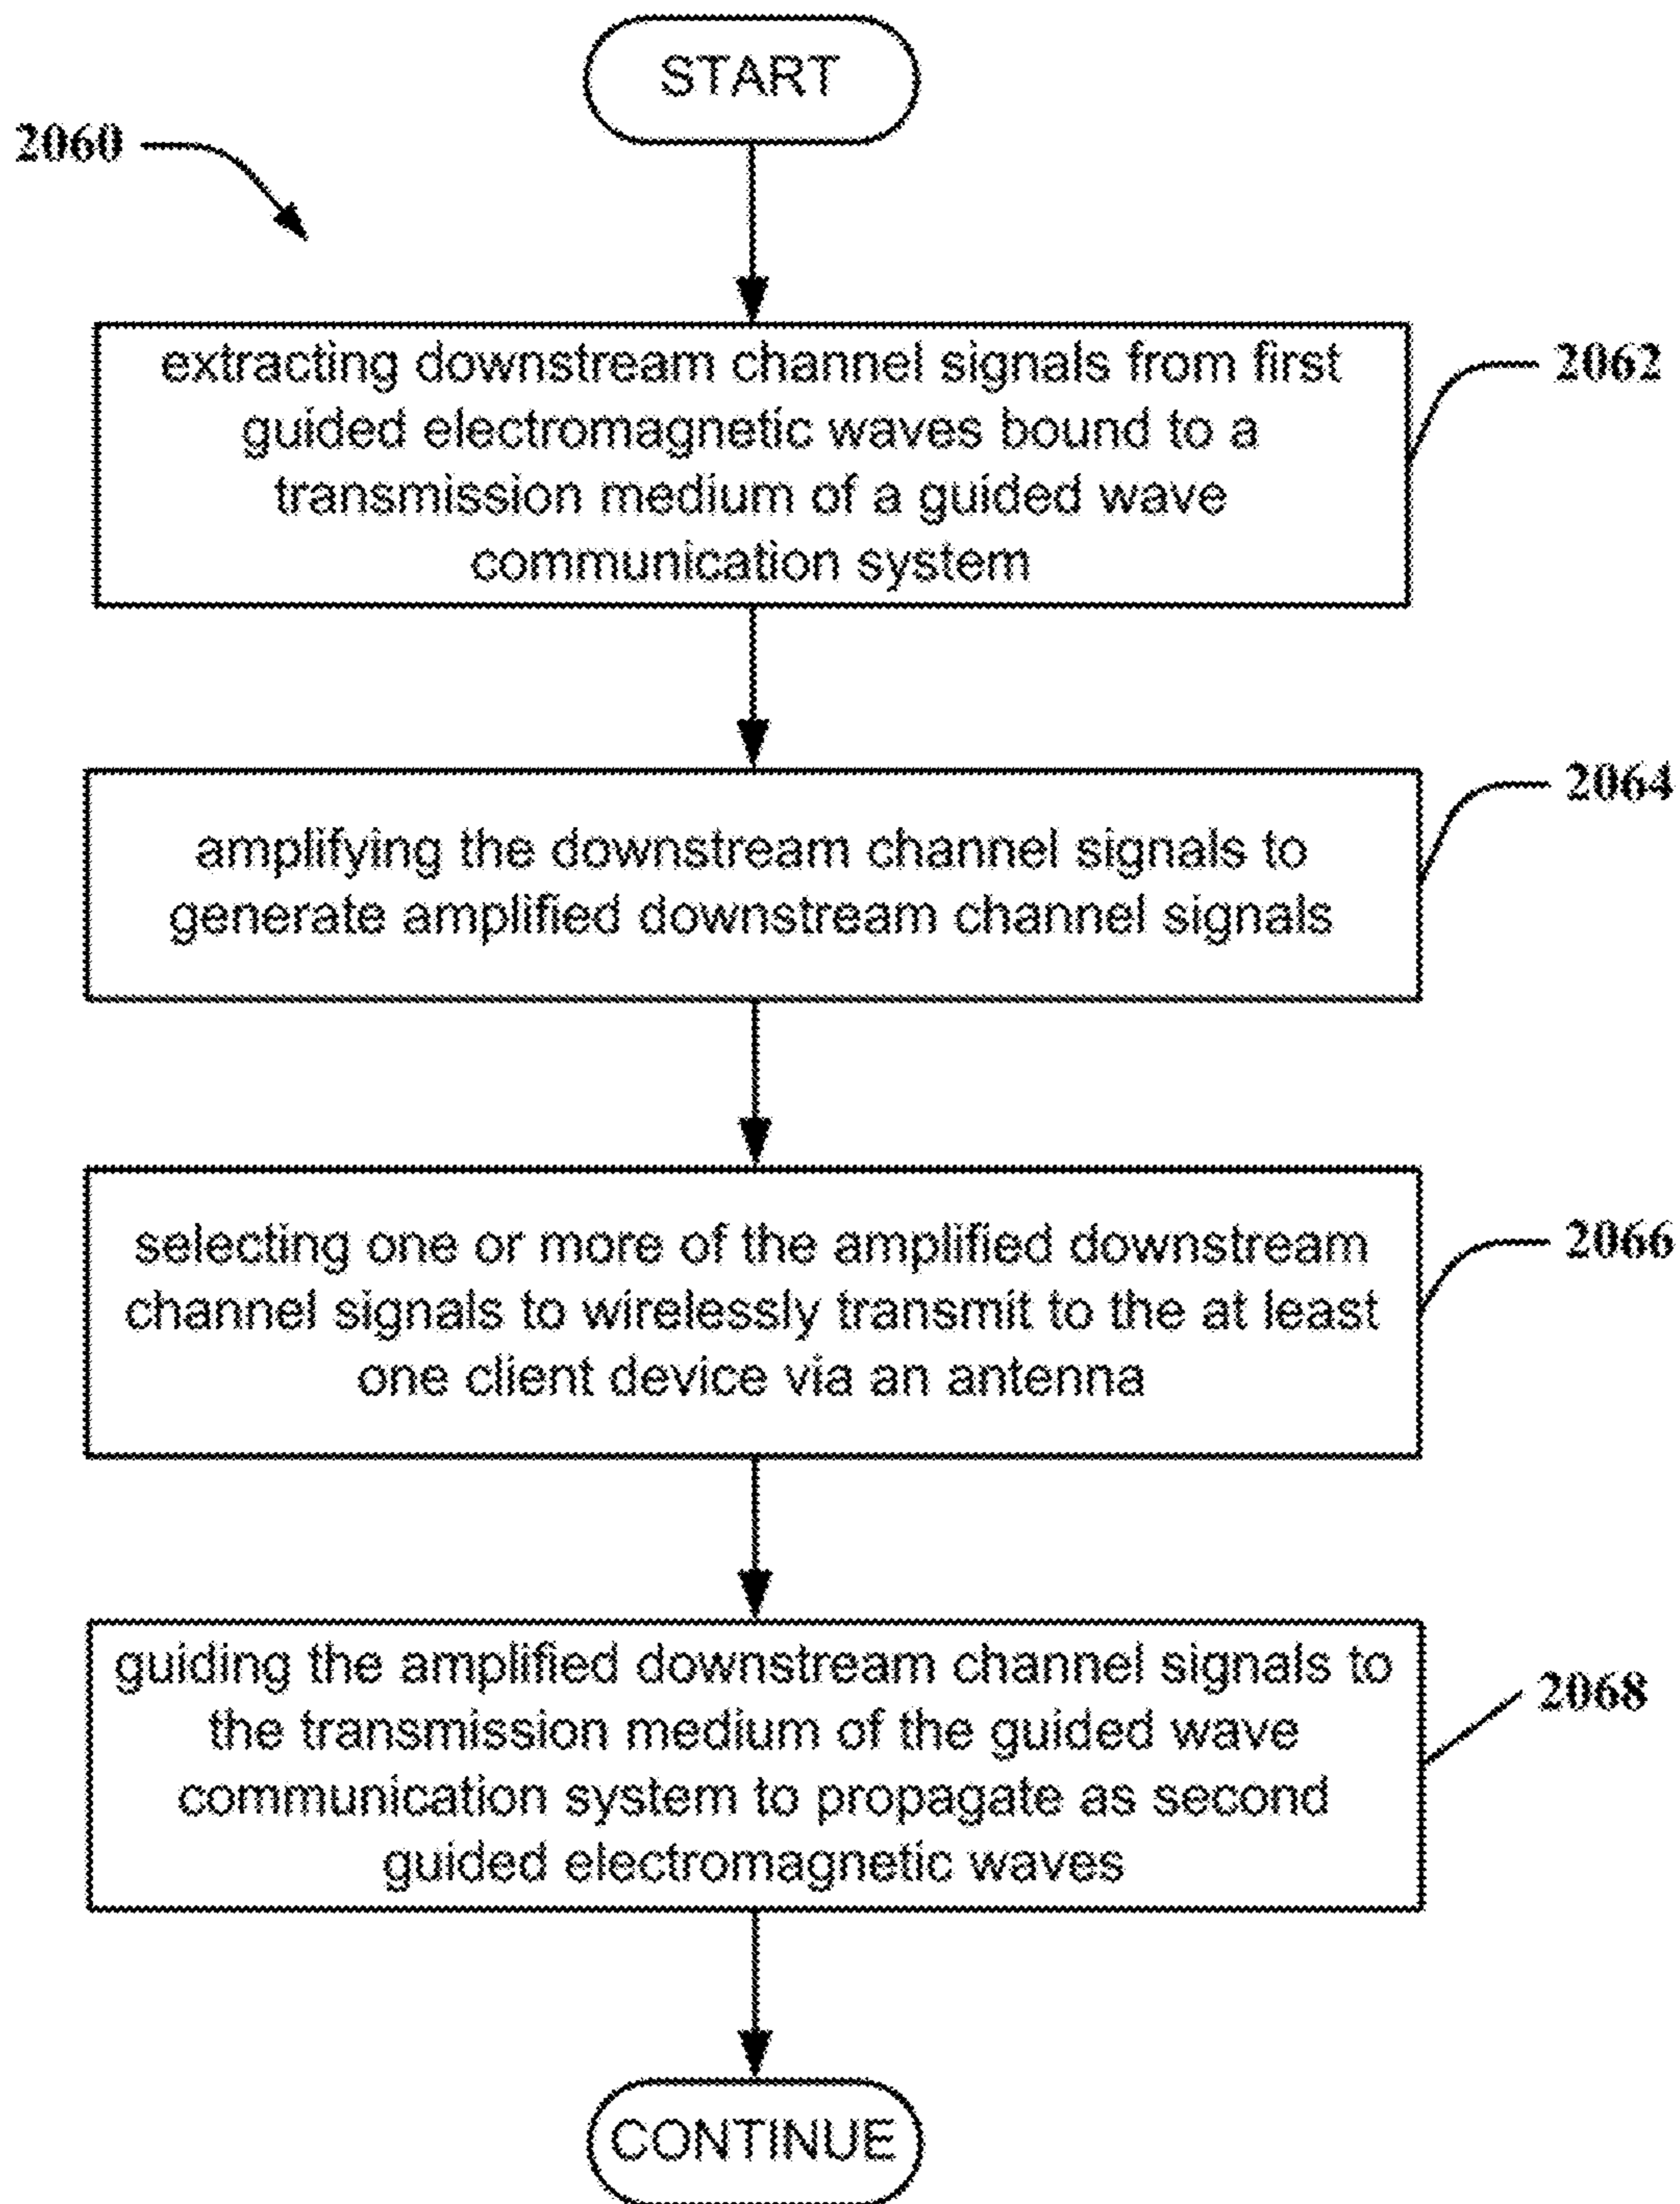 START
2060
extracting downstream channel signals from first
guided electromagnetic waves bound to a
transmission medium of a guided wave
communication system
2062
amplifying the downstream channel signals to
generate amplified downstream channel signals
2064
selecting one or more of the amplified downstream
channel signals to wirelessly transmit to the at least
one client device via an antenna
2066
guiding the amplified downstream channel signals to
the transmission medium of the guided wave
communication system to propagate as second
guided electromagnetic waves
2068
CONTINUE